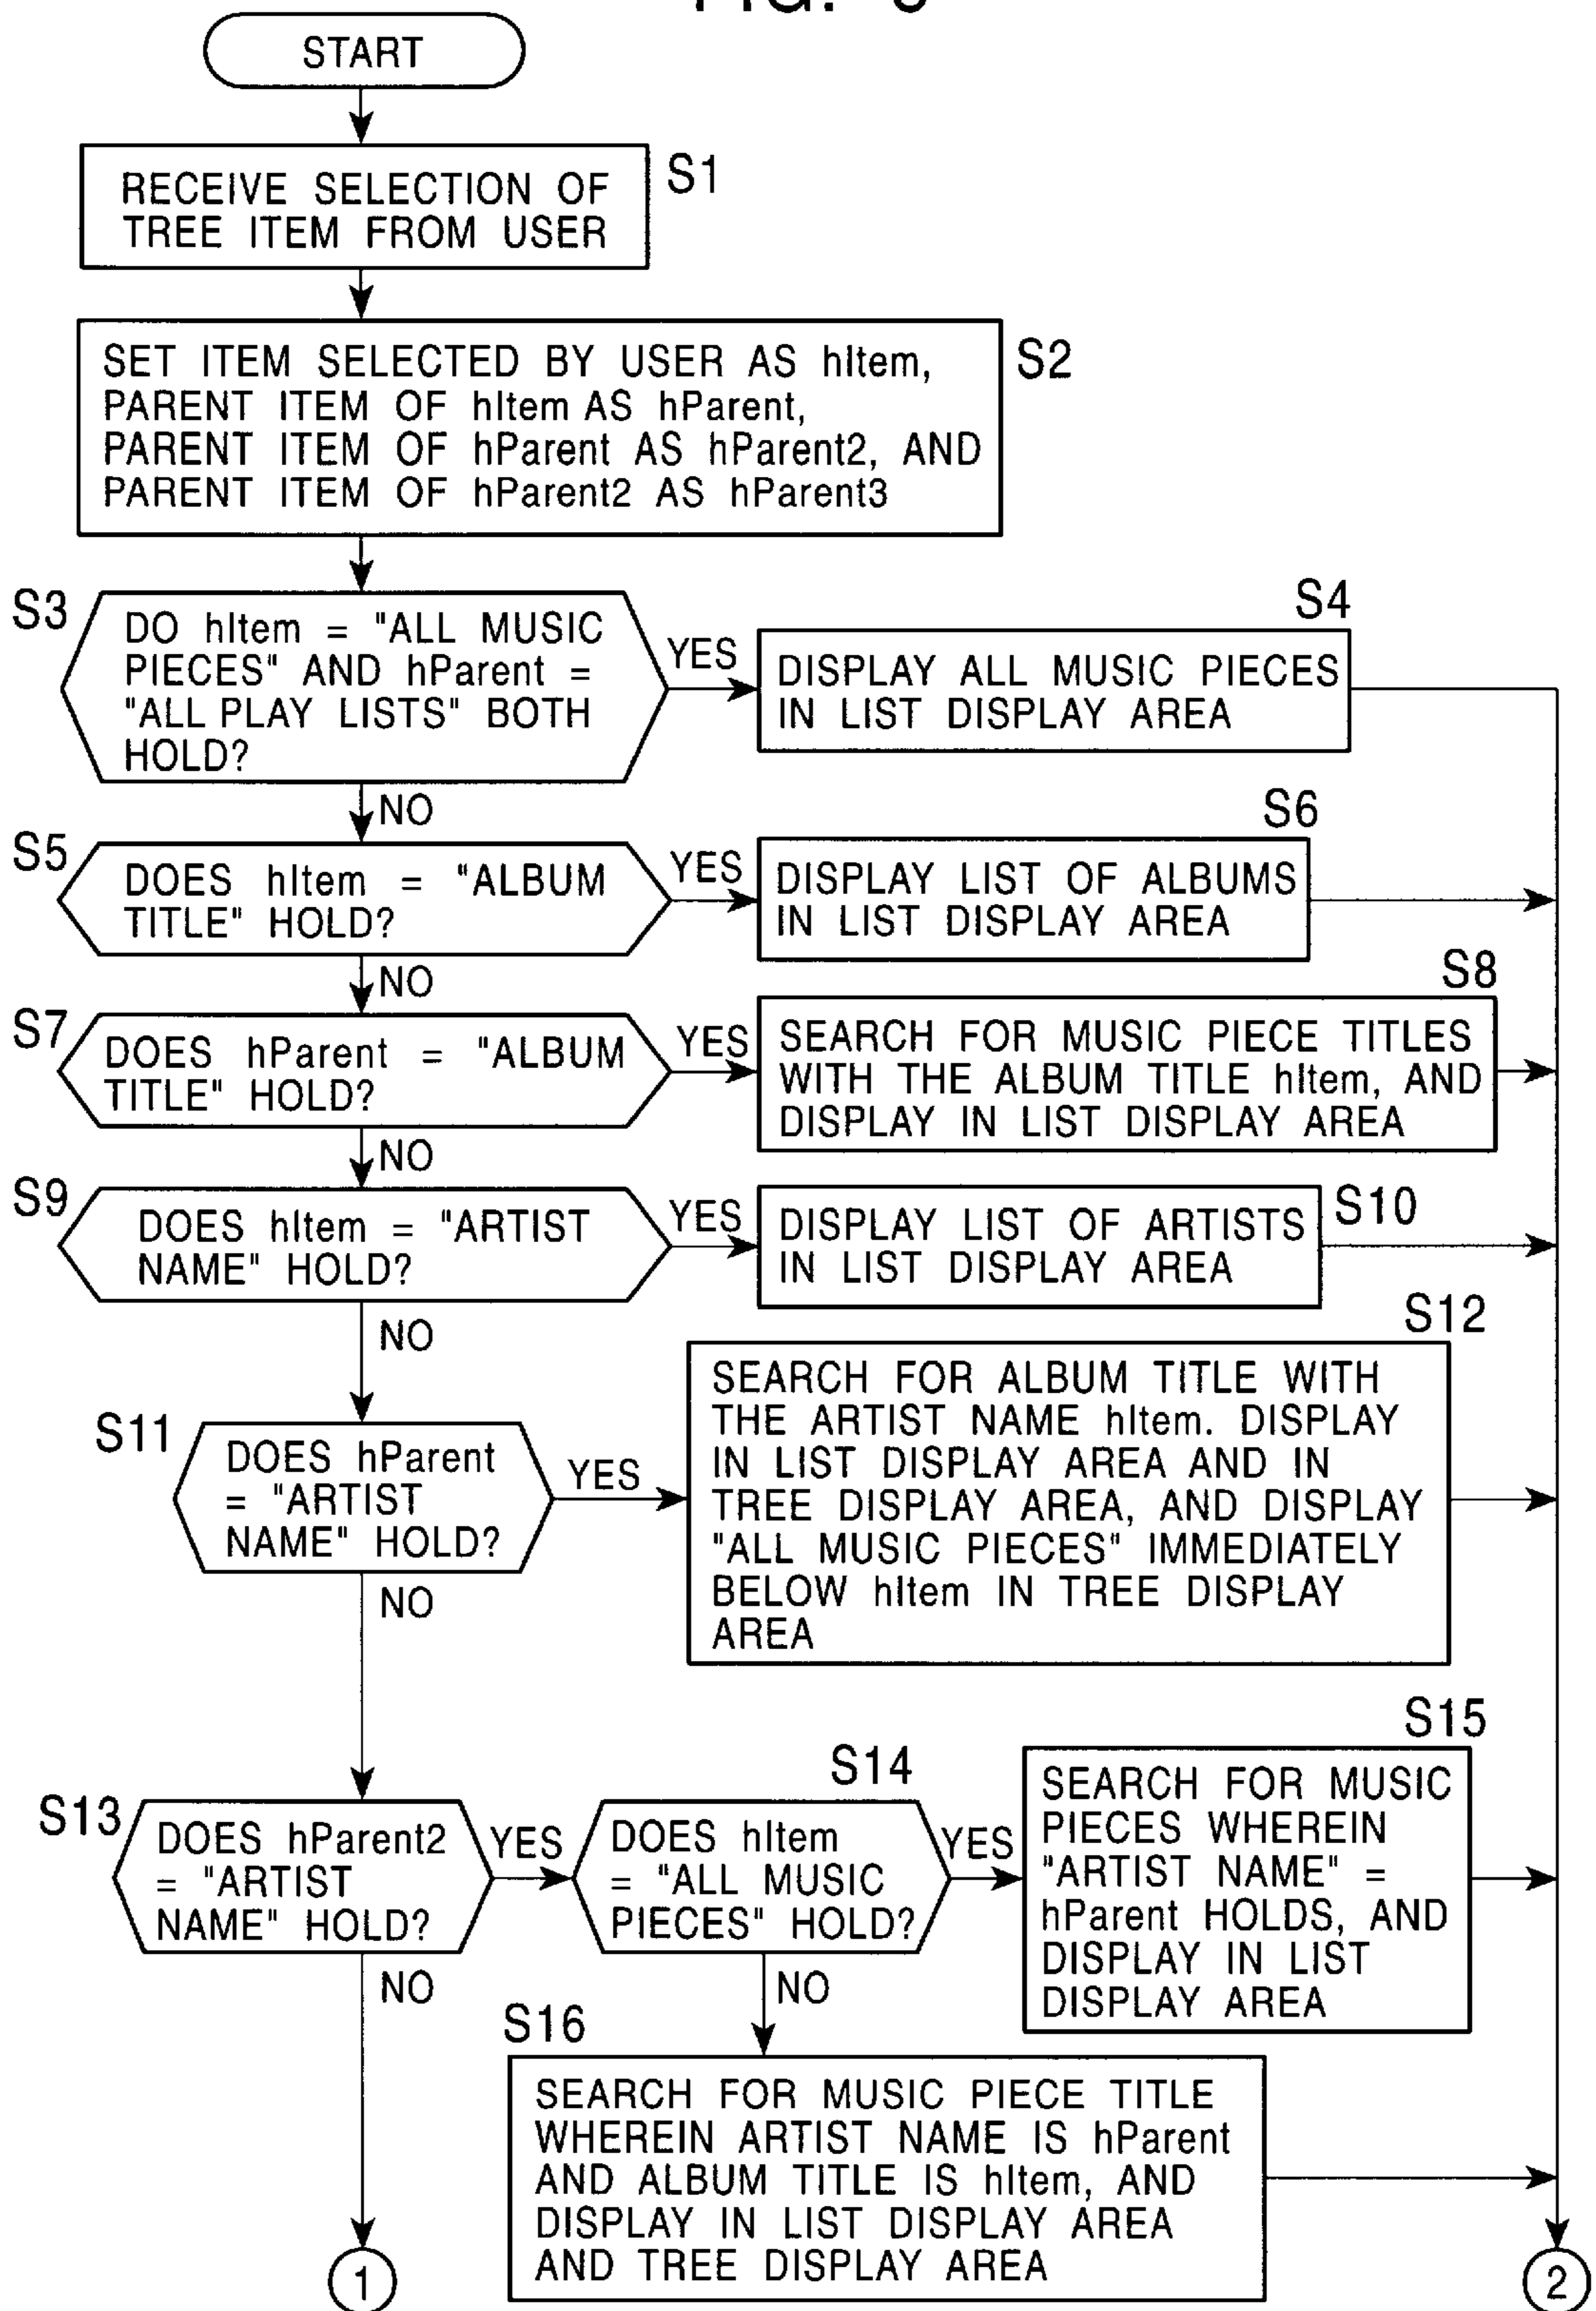 START
RECEIVE SELECTION OF
TREE ITEM FROM USER
S1
SET ITEM SELECTED BY USER AS hItem,
PARENT ITEM OF hItem AS hParent,
PARENT ITEM OF hParent AS hParent2, AND
PARENT ITEM OF hParent2 AS hParent3
S2
S3
DO hItem = "ALL MUSIC
PIECES" AND hParent =
"ALL PLAY LISTS" BOTH
HOLD?
YES
S4
DISPLAY ALL MUSIC PIECES
IN LIST DISPLAY AREA
NO
S5
DOES hItem = "ALBUM
TITLE" HOLD?
YES
S6
DISPLAY LIST OF ALBUMS
IN LIST DISPLAY AREA
NO
S7
DOES hParent = "ALBUM
TITLE" HOLD?
YES
S8
SEARCH FOR MUSIC PIECE TITLES
WITH THE ALBUM TITLE hItem, AND
DISPLAY IN LIST DISPLAY AREA
NO
S9
DOES hItem = "ARTIST
NAME" HOLD?
YES
DISPLAY LIST OF ARTISTS
IN LIST DISPLAY AREA
S10
NO
S11
DOES hParent
= "ARTIST
NAME" HOLD?
YES
S12
SEARCH FOR ALBUM TITLE WITH
THE ARTIST NAME hItem. DISPLAY
IN LIST DISPLAY AREA AND IN
TREE DISPLAY AREA, AND DISPLAY
"ALL MUSIC PIECES" IMMEDIATELY
BELOW hItem IN TREE DISPLAY
AREA
NO
S13
DOES hParent2
= "ARTIST
NAME" HOLD?
YES
S14
DOES hItem
= "ALL MUSIC
PIECES" HOLD?
YES
S15
SEARCH FOR MUSIC
PIECES WHEREIN
"ARTIST NAME" =
hParent HOLDS, AND
DISPLAY IN LIST
DISPLAY AREA
NO
NO
S16
SEARCH FOR MUSIC PIECE TITLE
WHEREIN ARTIST NAME IS hParent
AND ALBUM TITLE IS hItem, AND
DISPLAY IN LIST DISPLAY AREA
AND TREE DISPLAY AREA
1
2